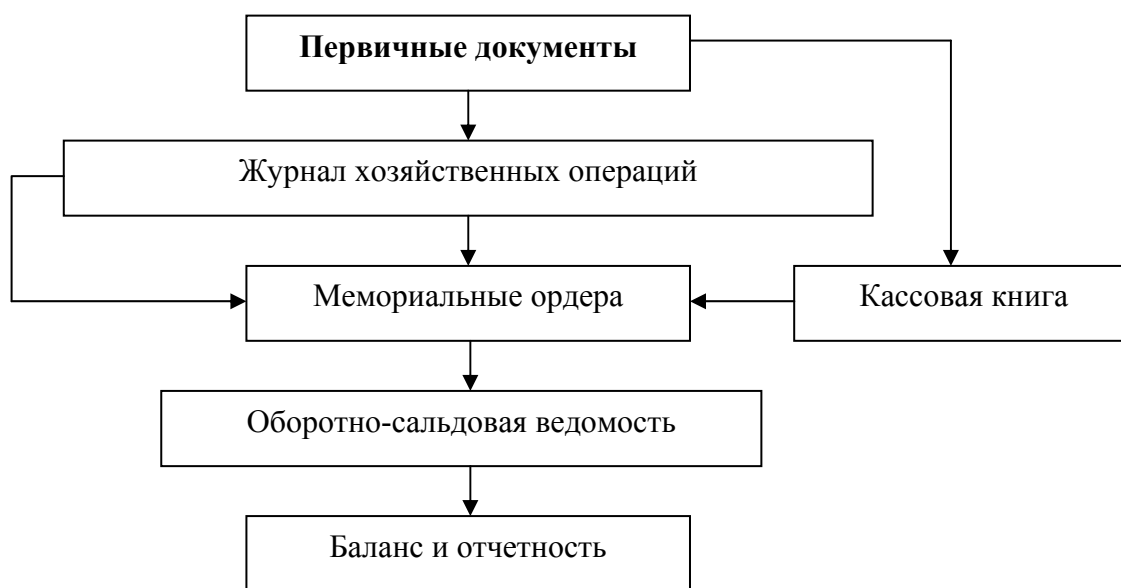 Первичные документы
Журнал хозяйственных операций
Мемориальные ордера
Кассовая книга
Оборотно-сальдовая ведомость
Баланс и отчетность